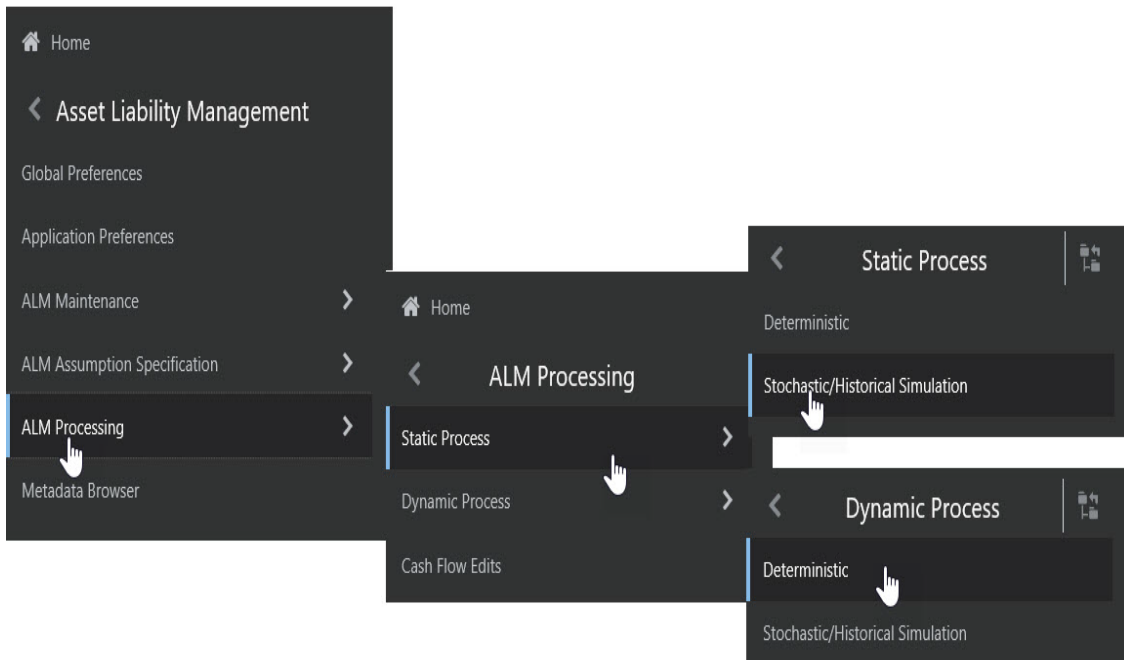 Home
Asset Liability Management
Global Preferences
Application Preferences
ALM Maintenance
ALM Assumption Specification
ALM Processing
Metadata Browser
Home
ALM Processing
Static Process
Dynamic Process
Cash Flow Edits
Static Process
Deterministic
Stochastic/Historical Simulation
Dynamic Process
Deterministic
Stochastic/Historical Simulation